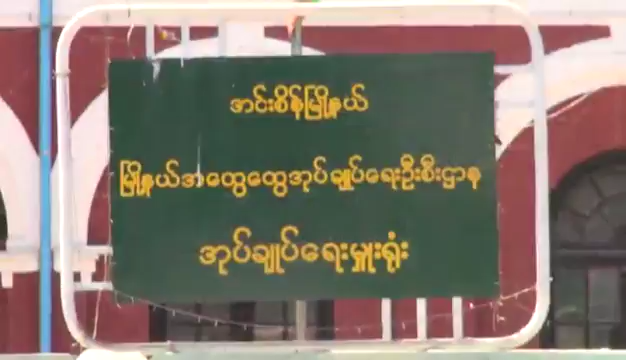 အင်းစိန်မြို့နယ်
မြို့နယ်အထွေထွေအုပ်ချုပ်ရေးဦးစီးဌာန
အုပ်ချုပ်ရေးမှူးရုံး